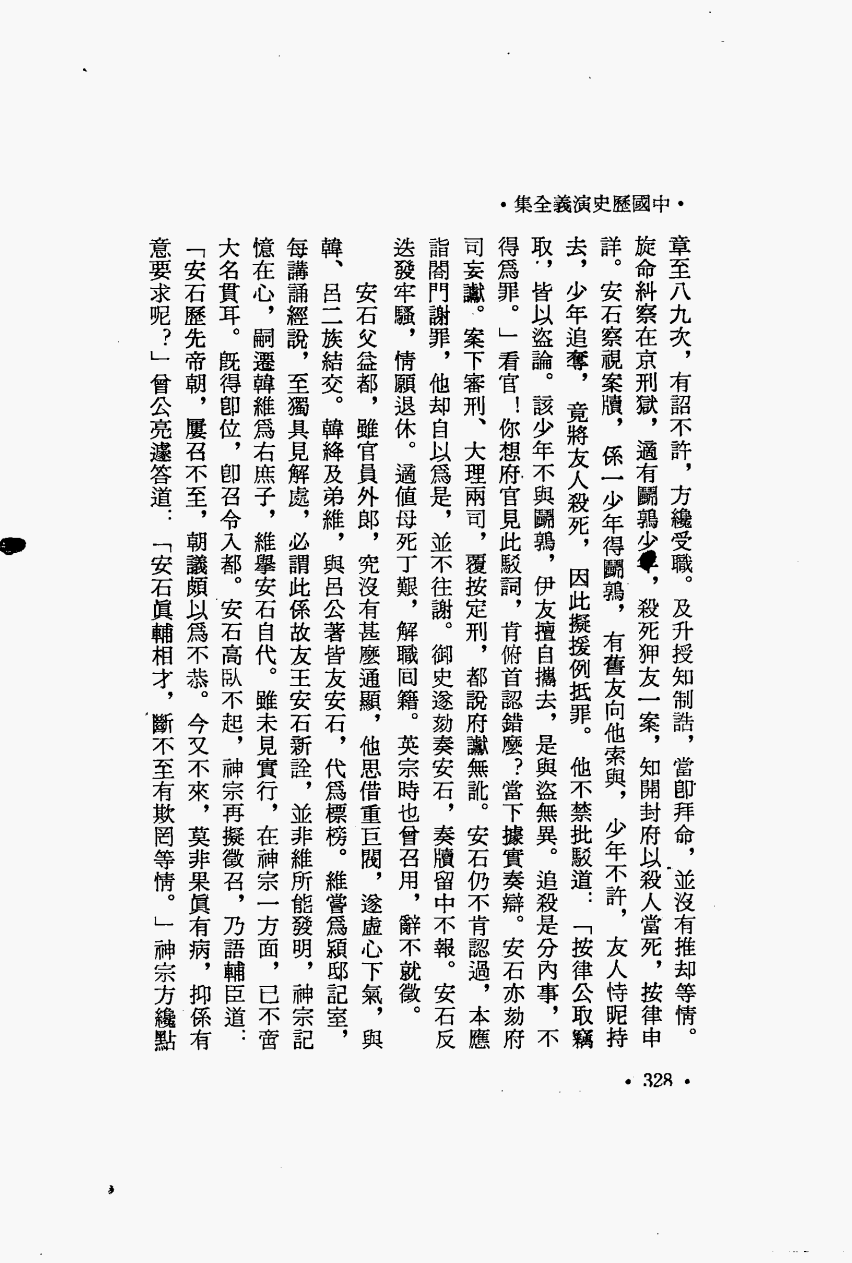 ·中國歷史演義全集·
章至八九次，有詔不許，方纔受職。及升授知制誥，當卽拜命，並沒有推却等情。
旋命糾察在京刑獄，適有鬭鶉少年，殺死狎友一案，知開封府以殺人當死，按律申
詳。安石察視案牘，係一少年得鬭鶉，有舊友向他索與，少年不許，友人恃昵持
去，少年追奪，竟將友人殺死，因此擬援例抵罪。他不禁批駁道：「按律公取竊
取，皆以盜論。該少年不與鬭鶉，伊友擅自攜去，是與盜無異。追殺是分內事，不
得爲罪。」看官！你想府官見此駁詞，肯俯首認錯麼？當下據實奏辯。安石亦劾府
司妄讞。案下審刑、大理兩司，覆按定刑，都說府讞無訛。安石仍不肯認過，本應
詣閤門謝罪，他却自以爲是，並不往謝。御史遂劾奏安石，奏牘留中不報。安石反
迭發牢騷，情願退休。適值母死丁艱，解職回籍。英宗時也曾召用，辭不就徵。
安石父益都，雖官員外郞，究沒有甚麼通顯，他思借重巨閥，遂虛心下氣，與
韓、呂二族結交。韓絳及弟維，與呂公著皆友安石，代爲標榜。維嘗爲潁邸記室，
每講誦經說，至獨具見解處，必謂此係故友王安石新詮，並非維所能發明，神宗記
憶在心，嗣遷韓維爲右庶子，維擧安石自代。雖未見實行，在神宗一方面，已不啻
大名貫耳。旣得卽位，卽召令入都。安石高臥不起，神宗再擬徵召，乃語輔臣道：
「安石歷先帝朝，屢召不至，朝議頗以爲不恭。今又不來，莫非果眞有病，抑係有
意要求呢？」曾公亮遽答道：「安石眞輔相才，斷不至有欺罔等情。」神宗方纔點
·328·